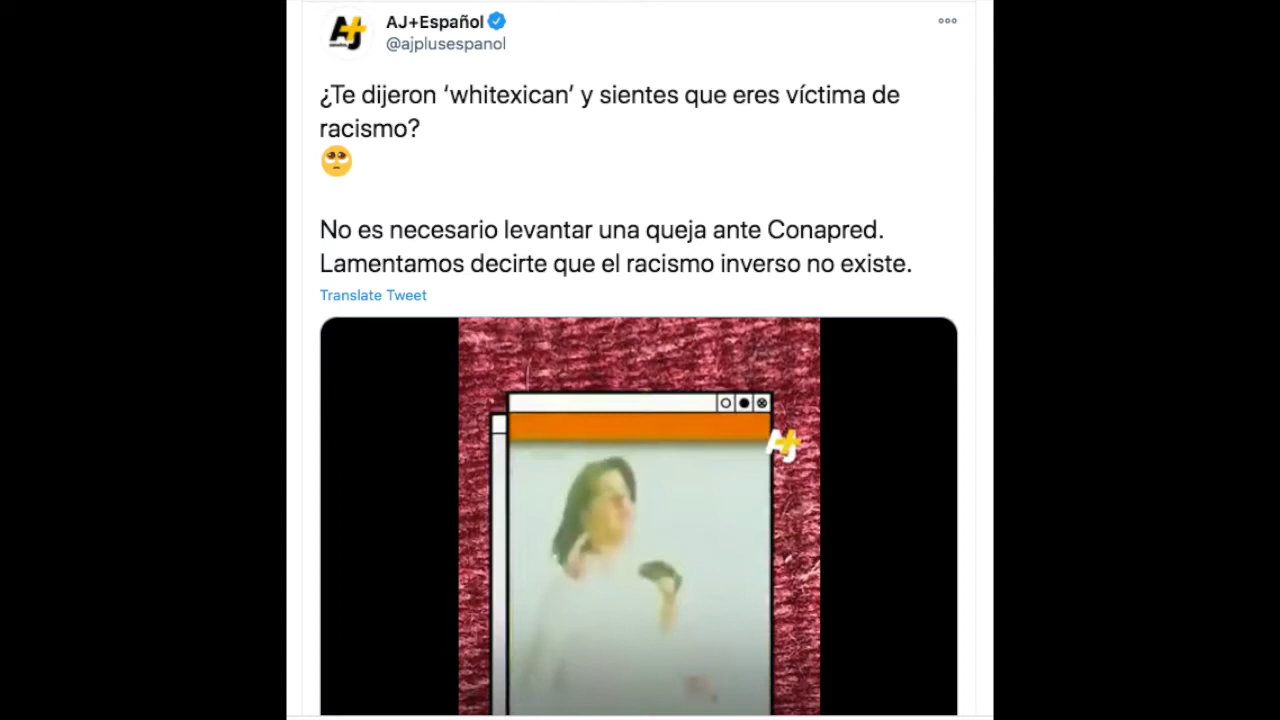 AJ+Español
@ajplusespanol
¿Te dijeron ‘whitexican’ y sientes que eres víctima de
racismo?
No es necesario levantar una queja ante Conapred.
Lamentamos decirte que el racismo inverso no existe.
Translate Tweet